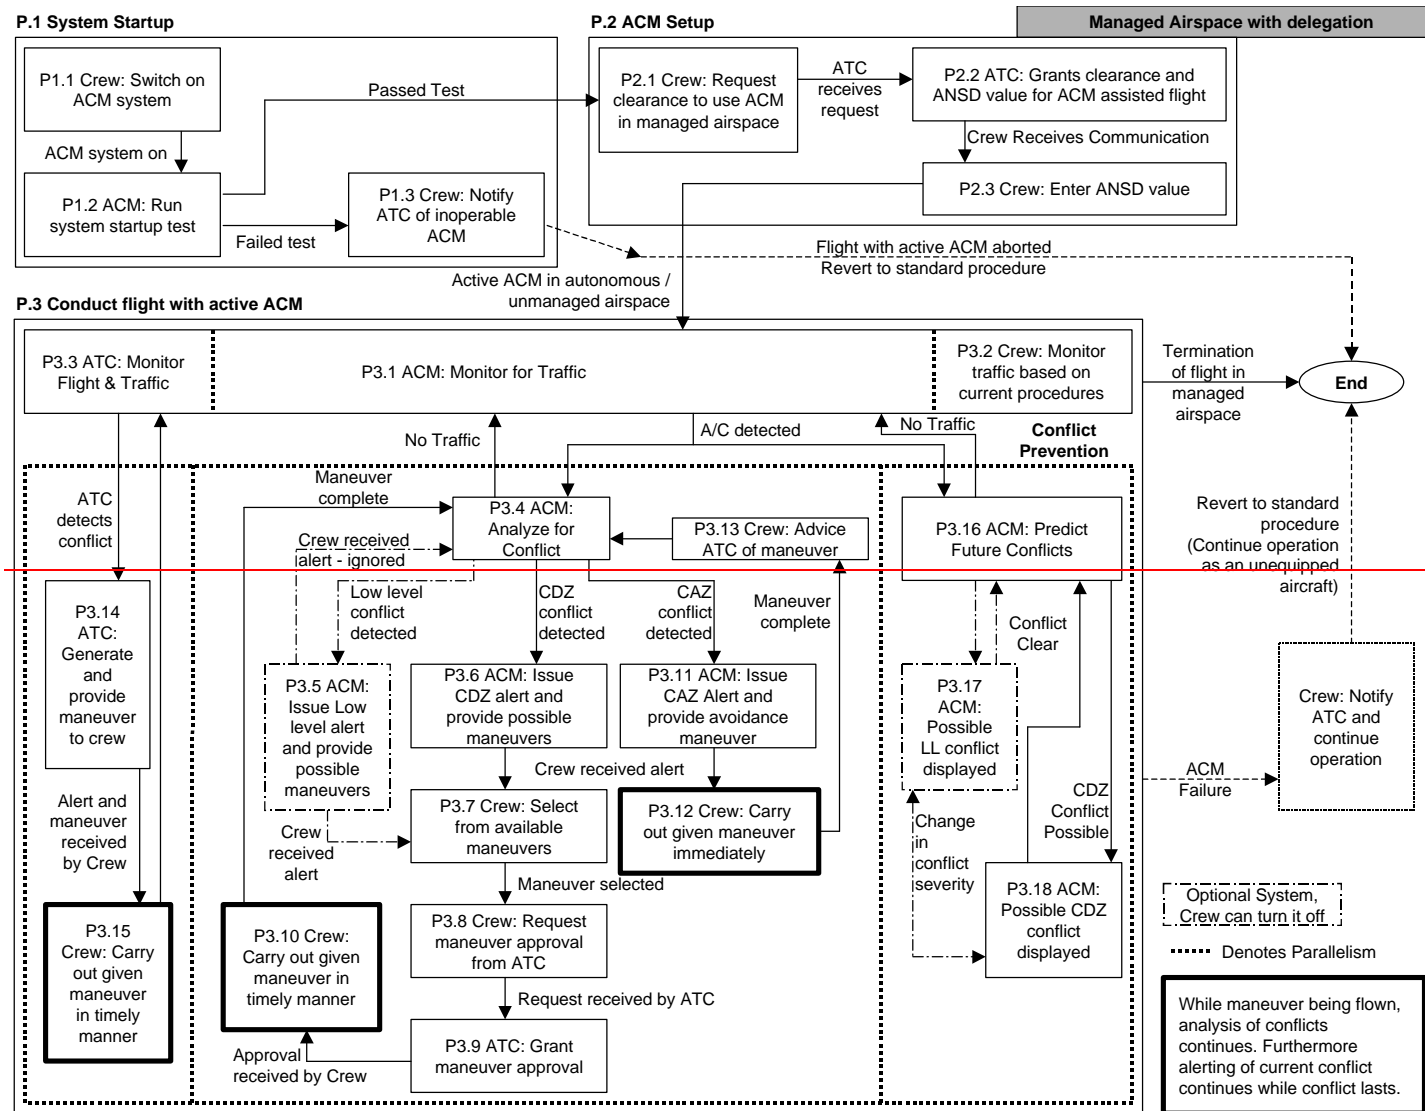 P.1 System Startup
P.2 ACM Setup
Managed Airspace with delegation
P1.1 Crew: Switch on
ACM system
ACM system on
P1.2 ACM: Run
system startup test
Passed Test
Failed test
P1.3 Crew: Notify
ATC of inoperable
ACM
P2.1 Crew: Request
clearance to use ACM
in managed airspace
ATC
receives
request
P2.2 ATC: Grants clearance and
ANSD value for ACM assisted flight
Crew Receives Communication
P2.3 Crew: Enter ANSD value
Flight with active ACM aborted
Revert to standard procedure
Active ACM in autonomous /
unmanaged airspace
P.3 Conduct flight with active ACM
P3.3 ATC: Monitor
Flight & Traffic
P3.1 ACM: Monitor for Traffic
P3.2 Crew: Monitor
traffic based on
current procedures
Termination
of flight in
managed
airspace
End
No Traffic
A/C detected
No Traffic
Conflict
Prevention
ATC
detects
conflict
Maneuver
complete
P3.4 ACM:
Analyze for
Conflict
P3.13 Crew: Advice
ATC of maneuver
P3.16 ACM: Predict
Future Conflicts
Revert to standard
procedure
(Continue operation
as an unequipped
aircraft)
Crew received
alert - ignored
Low level
conflict
detected
CDZ
conflict
detected
CAZ
conflict
detected
Maneuver
complete
Conflict
Clear
P3.14
ATC:
Generate
and
provide
maneuver
to crew
P3.5 ACM:
Issue Low
level alert
and provide
possible
maneuvers
P3.6 ACM: Issue
CDZ alert and
provide possible
maneuvers
P3.11 ACM: Issue
CAZ Alert and
provide avoidance
maneuver
P3.17
ACM:
Possible
LL conflict
displayed
Crew: Notify
ATC and
continue
operation
ACM
Failure
Crew received alert
Alert and
maneuver
received
by Crew
Crew
received
alert
P3.7 Crew: Select
from available
maneuvers
P3.12 Crew: Carry
out given maneuver
immediately
Change
in
conflict
severity
CDZ
Conflict
Possible
Maneuver selected
P3.15
Crew: Carry
out given
maneuver
in timely
manner
P3.10 Crew:
Carry out given
maneuver in
timely manner
P3.8 Crew: Request
maneuver approval
from ATC
P3.18 ACM:
Possible CDZ
conflict
displayed
Request received by ATC
Approval
received by Crew
P3.9 ATC: Grant
maneuver approval
Optional System,
Crew can turn it off
Denotes Parallelism
While maneuver being flown,
analysis of conflicts
continues. Furthermore
alerting of current conflict
continues while conflict lasts.